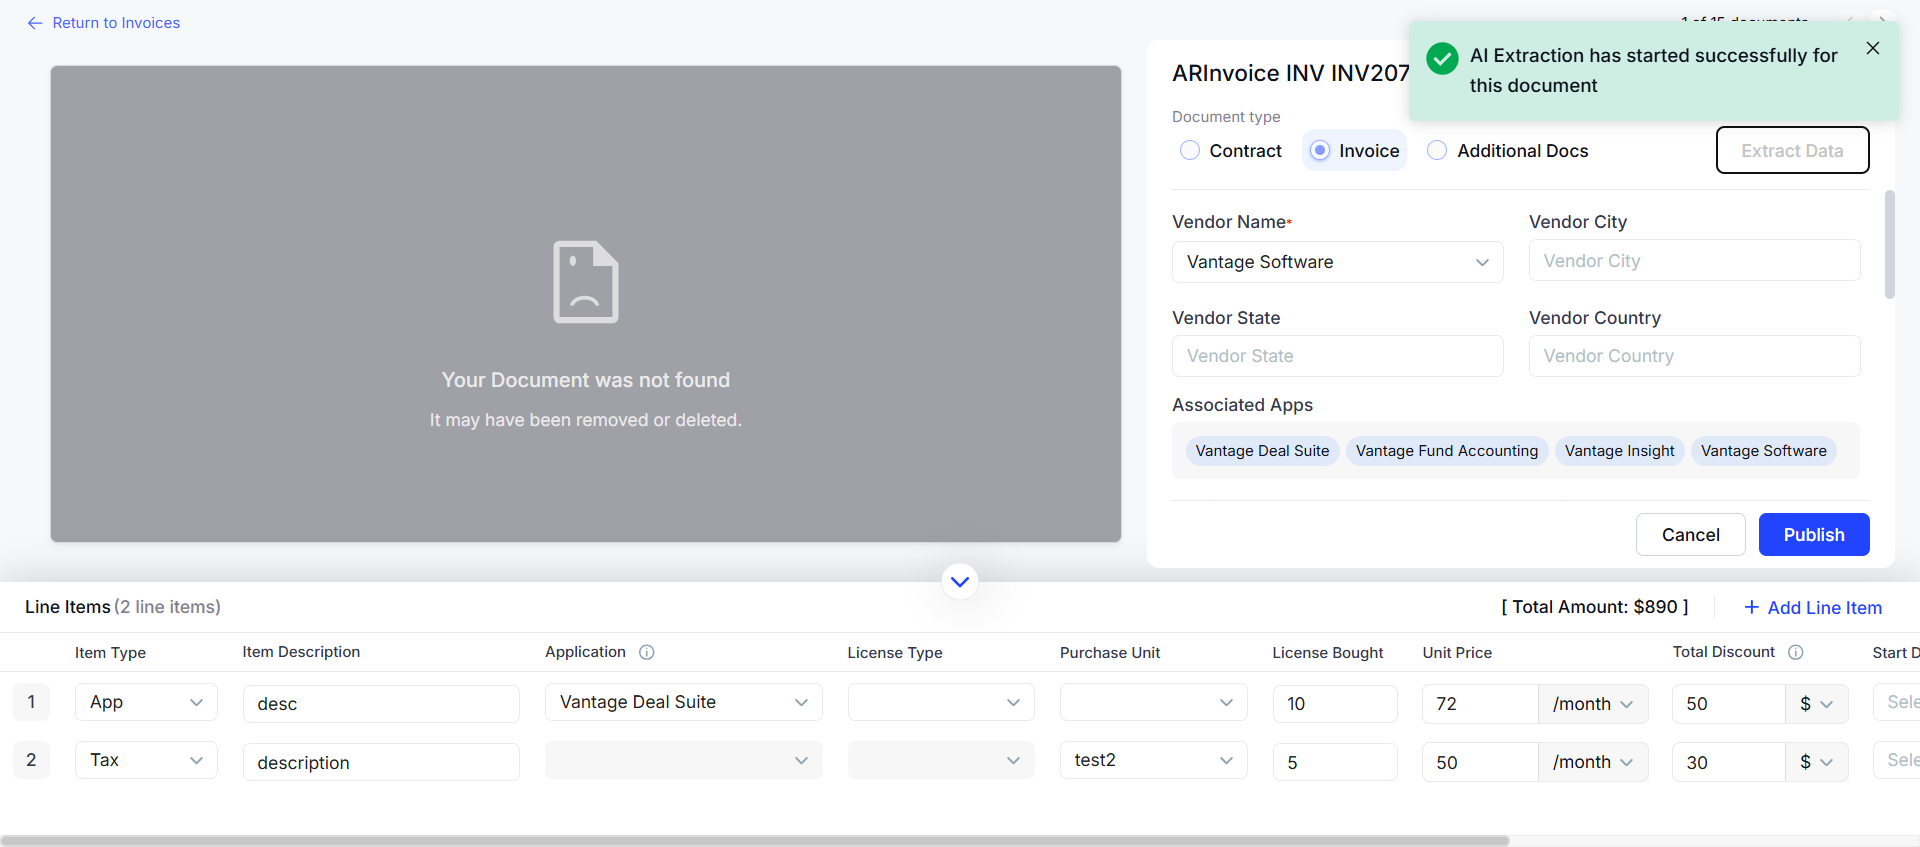 Return to Invoices
AI Extraction has started successfully for
this document
Your Document was not found
It may have been removed or deleted.
ARInvoice INV INV207
Document type
Contract Invoice Additional Docs Extract Data
Vendor Name* Vendor City
Vantage Software Vendor City
Vendor State Vendor Country
Vendor State Vendor Country
Associated Apps
Vantage Deal Suite Vantage Fund Accounting Vantage Insight Vantage Software
Cancel Publish
Line Items (2 line items) [ Total Amount: $890 ] + Add Line Item
Item Type Item Description Application License Type Purchase Unit License Bought Unit Price Total Discount Start D
1 App desc Vantage Deal Suite 10 72 /month 50 $ Sele
2 Tax description test2 5 50 /month 30 $ Sele